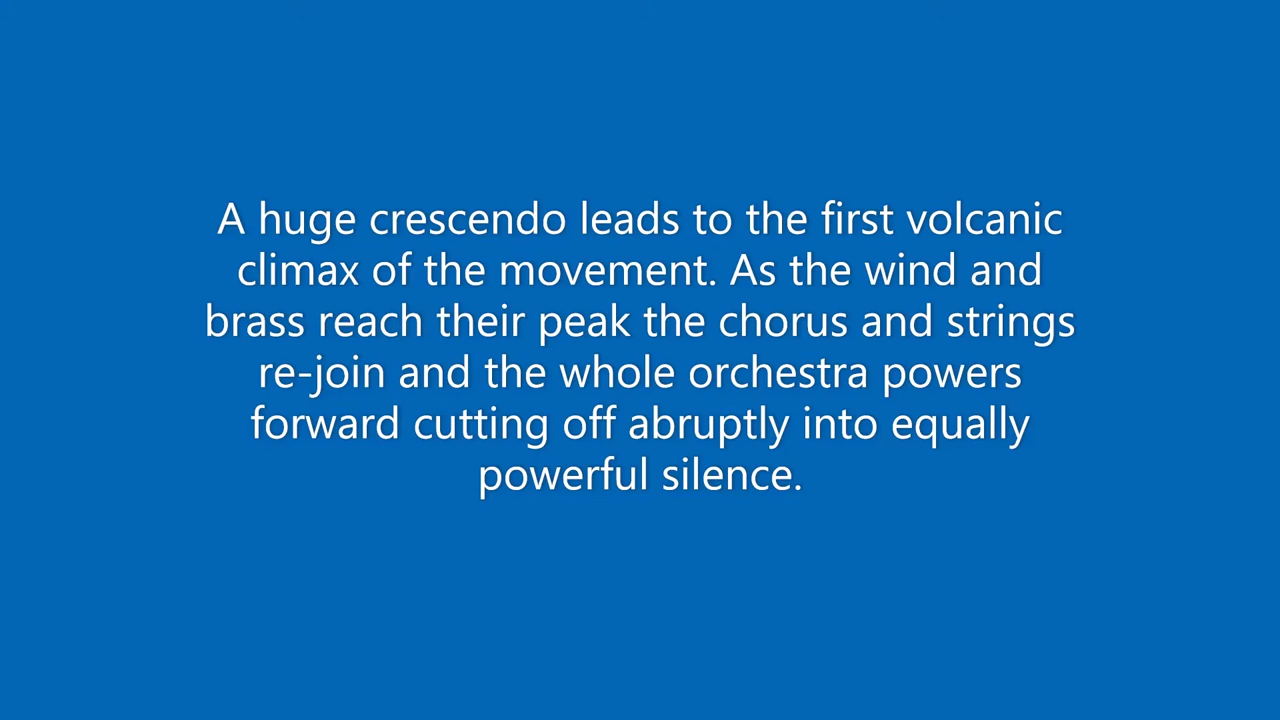 A huge crescendo leads to the first volcanic
climax of the movement. As the wind and
brass reach their peak the chorus and strings
re-join and the whole orchestra powers
forward cutting off abruptly into equally
powerful silence.